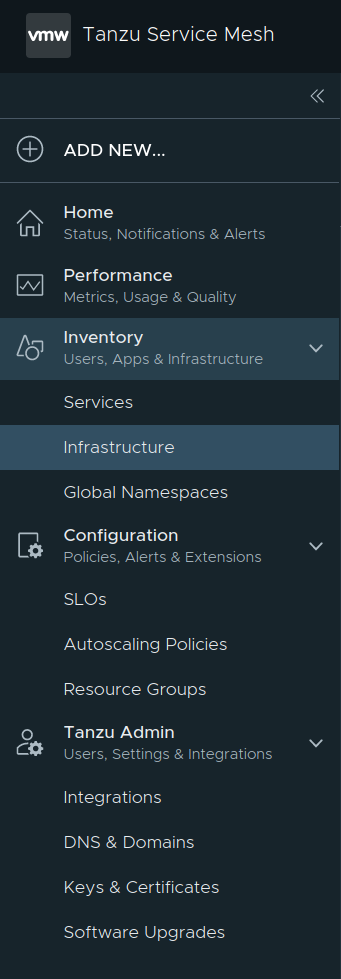 vmw Tanzu Service Mesh
ADD NEW...
Home
Status, Notifications & Alerts
Performance
Metrics, Usage & Quality
Inventory
Users, Apps & Infrastructure
Services
Infrastructure
Global Namespaces
Configuration
Policies, Alerts & Extensions
SLOs
Autoscaling Policies
Resource Groups
Tanzu Admin
Users, Settings & Integrations
Integrations
DNS & Domains
Keys & Certificates
Software Upgrades